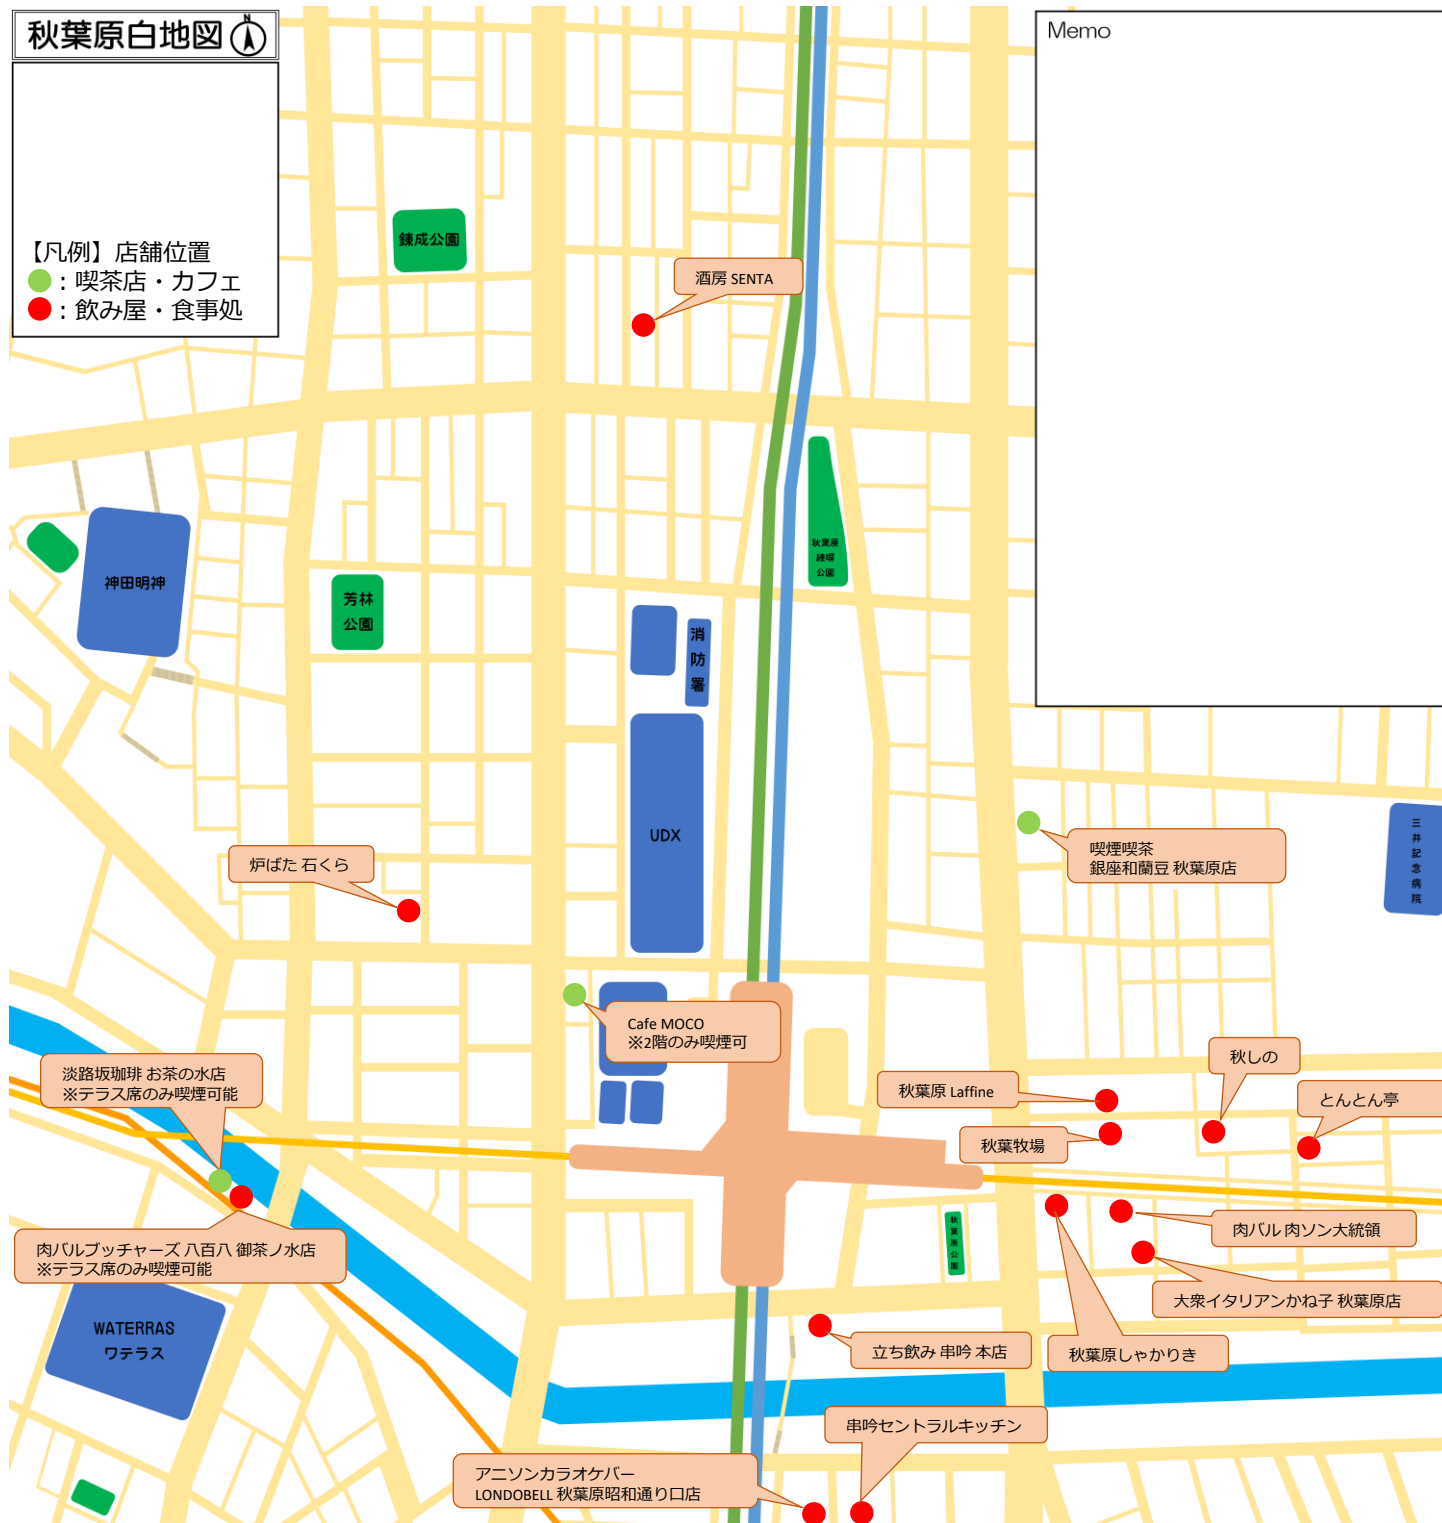 秋葉原白地図
N
Memo
【凡例】店舗位置
：喫茶店・カフェ
：飲み屋・食事処
錬成公園
酒房 SENTA
秋葉原
練塀
公園
神田明神
芳林
公園
消
防
署
UDX
三
井
記
念
病
院
喫煙喫茶
銀座和蘭豆 秋葉原店
炉ばた 石くら
Cafe MOCO
※2階のみ喫煙可
淡路坂珈琲 お茶の水店
※テラス席のみ喫煙可能
秋葉原 Laffine
秋しの
とんとん亭
秋葉牧場
秋
葉
原
公
園
肉バル 肉ソン大統領
肉バルブッチャーズ 八百八 御茶ノ水店
※テラス席のみ喫煙可能
大衆イタリアンかね子 秋葉原店
WATERRAS
ワテラス
立ち飲み 串吟 本店
秋葉原しゃかりき
串吟セントラルキッチン
アニソンカラオケバー
LONDOBELL 秋葉原昭和通り口店